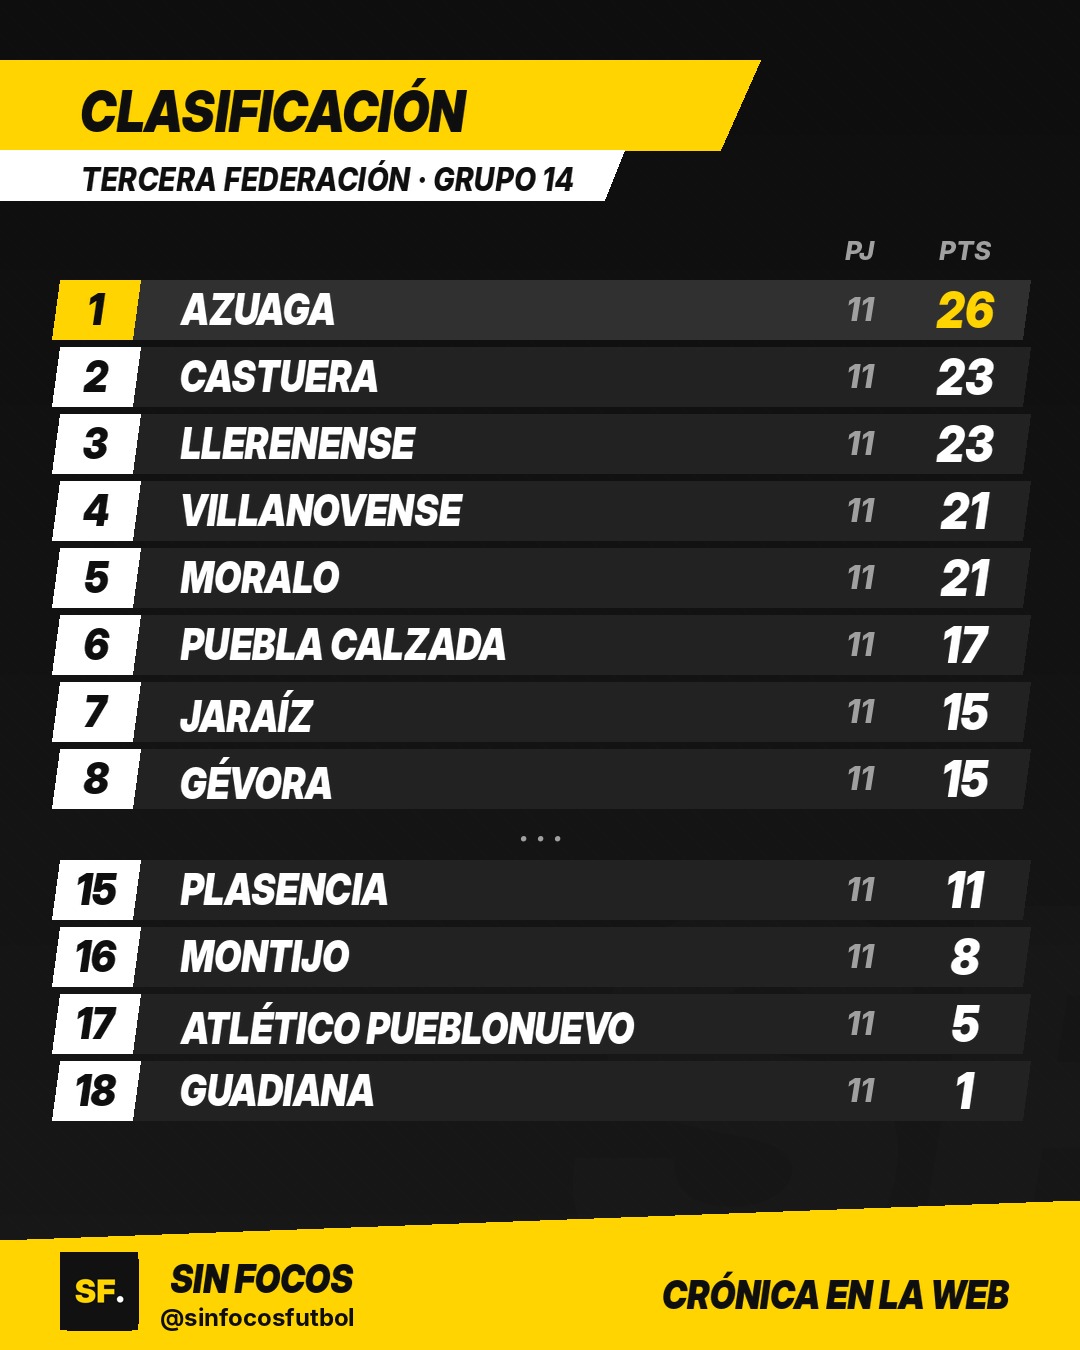 CLASIFICACIÓN
TERCERA FEDERACIÓN · GRUPO 14
PJ PTS
1 AZUAGA 11 26
2 CASTUERA 11 23
3 LLERENENSE 11 23
4 VILLANOVENSE 11 21
5 MORALO 11 21
6 PUEBLA CALZADA 11 17
7 JARAÍZ 11 15
8 GÉVORA 11 15
...
15 PLASENCIA 11 11
16 MONTIJO 11 8
17 ATLÉTICO PUEBLONUEVO 11 5
18 GUADIANA 11 1
SF. SIN FOCOS
@sinfocosfutbol
CRÓNICA EN LA WEB